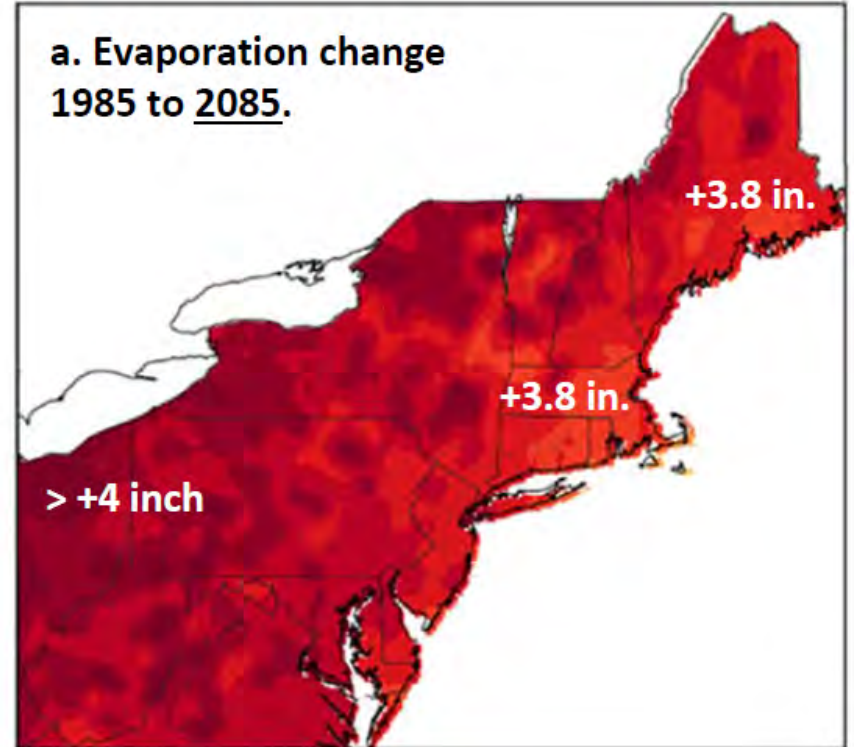 a. Evaporation change
1985 to 2085.
+3.8 in.
+3.8 in.
> +4 inch